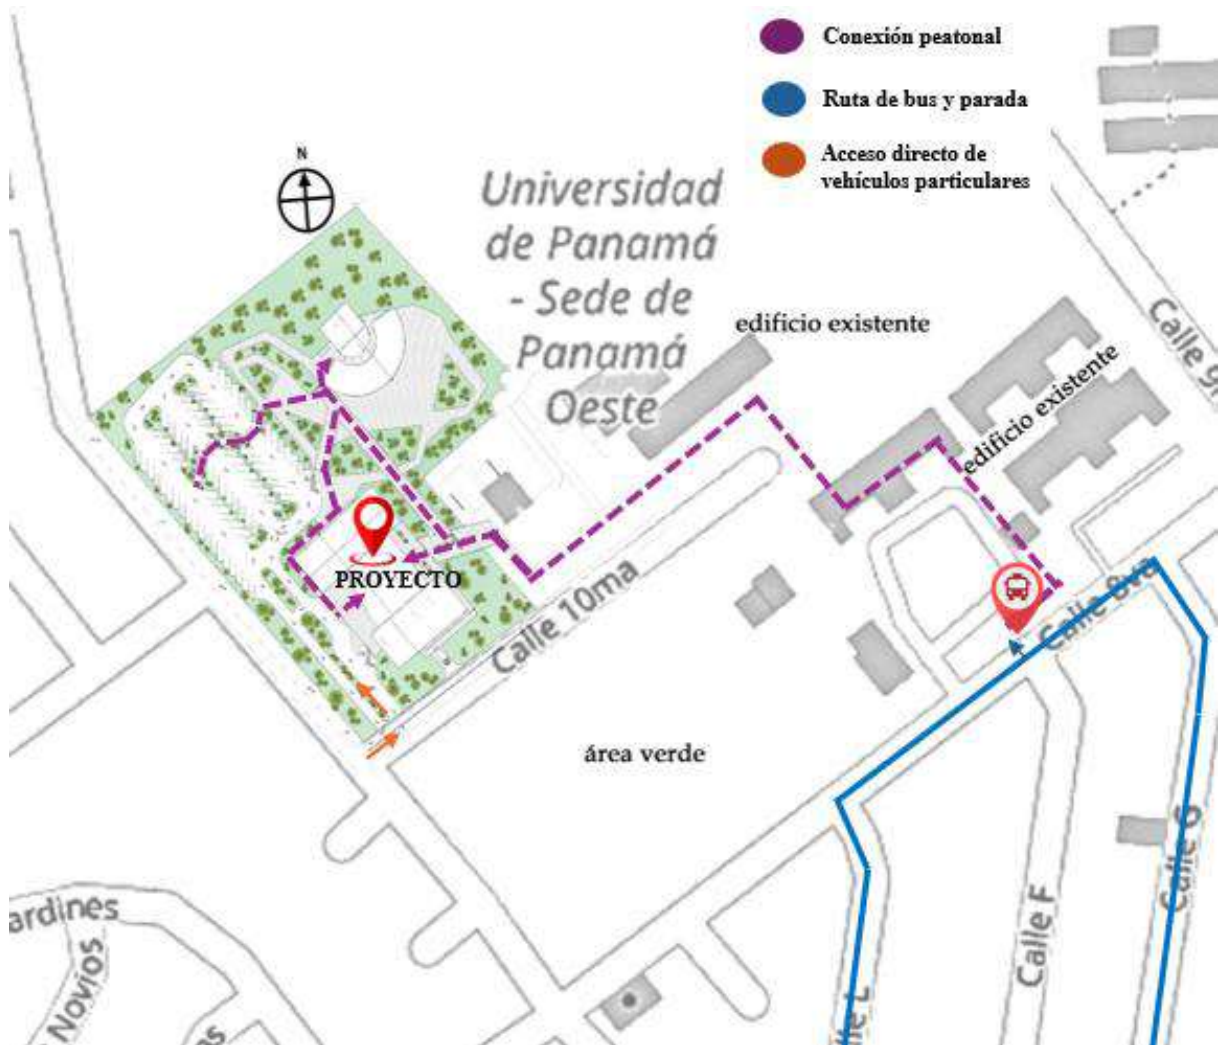 Conexión peatonal
Ruta de bus y parada
Acceso directo de
vehículos particulares
N
Universidad
de Panamá
- Sede de
Panamá
Oeste
edificio existente
edificio existente
PROYECTO
Calle 10ma
Calle 8va
área verde
Calle F
Calle G
ardines
Novios